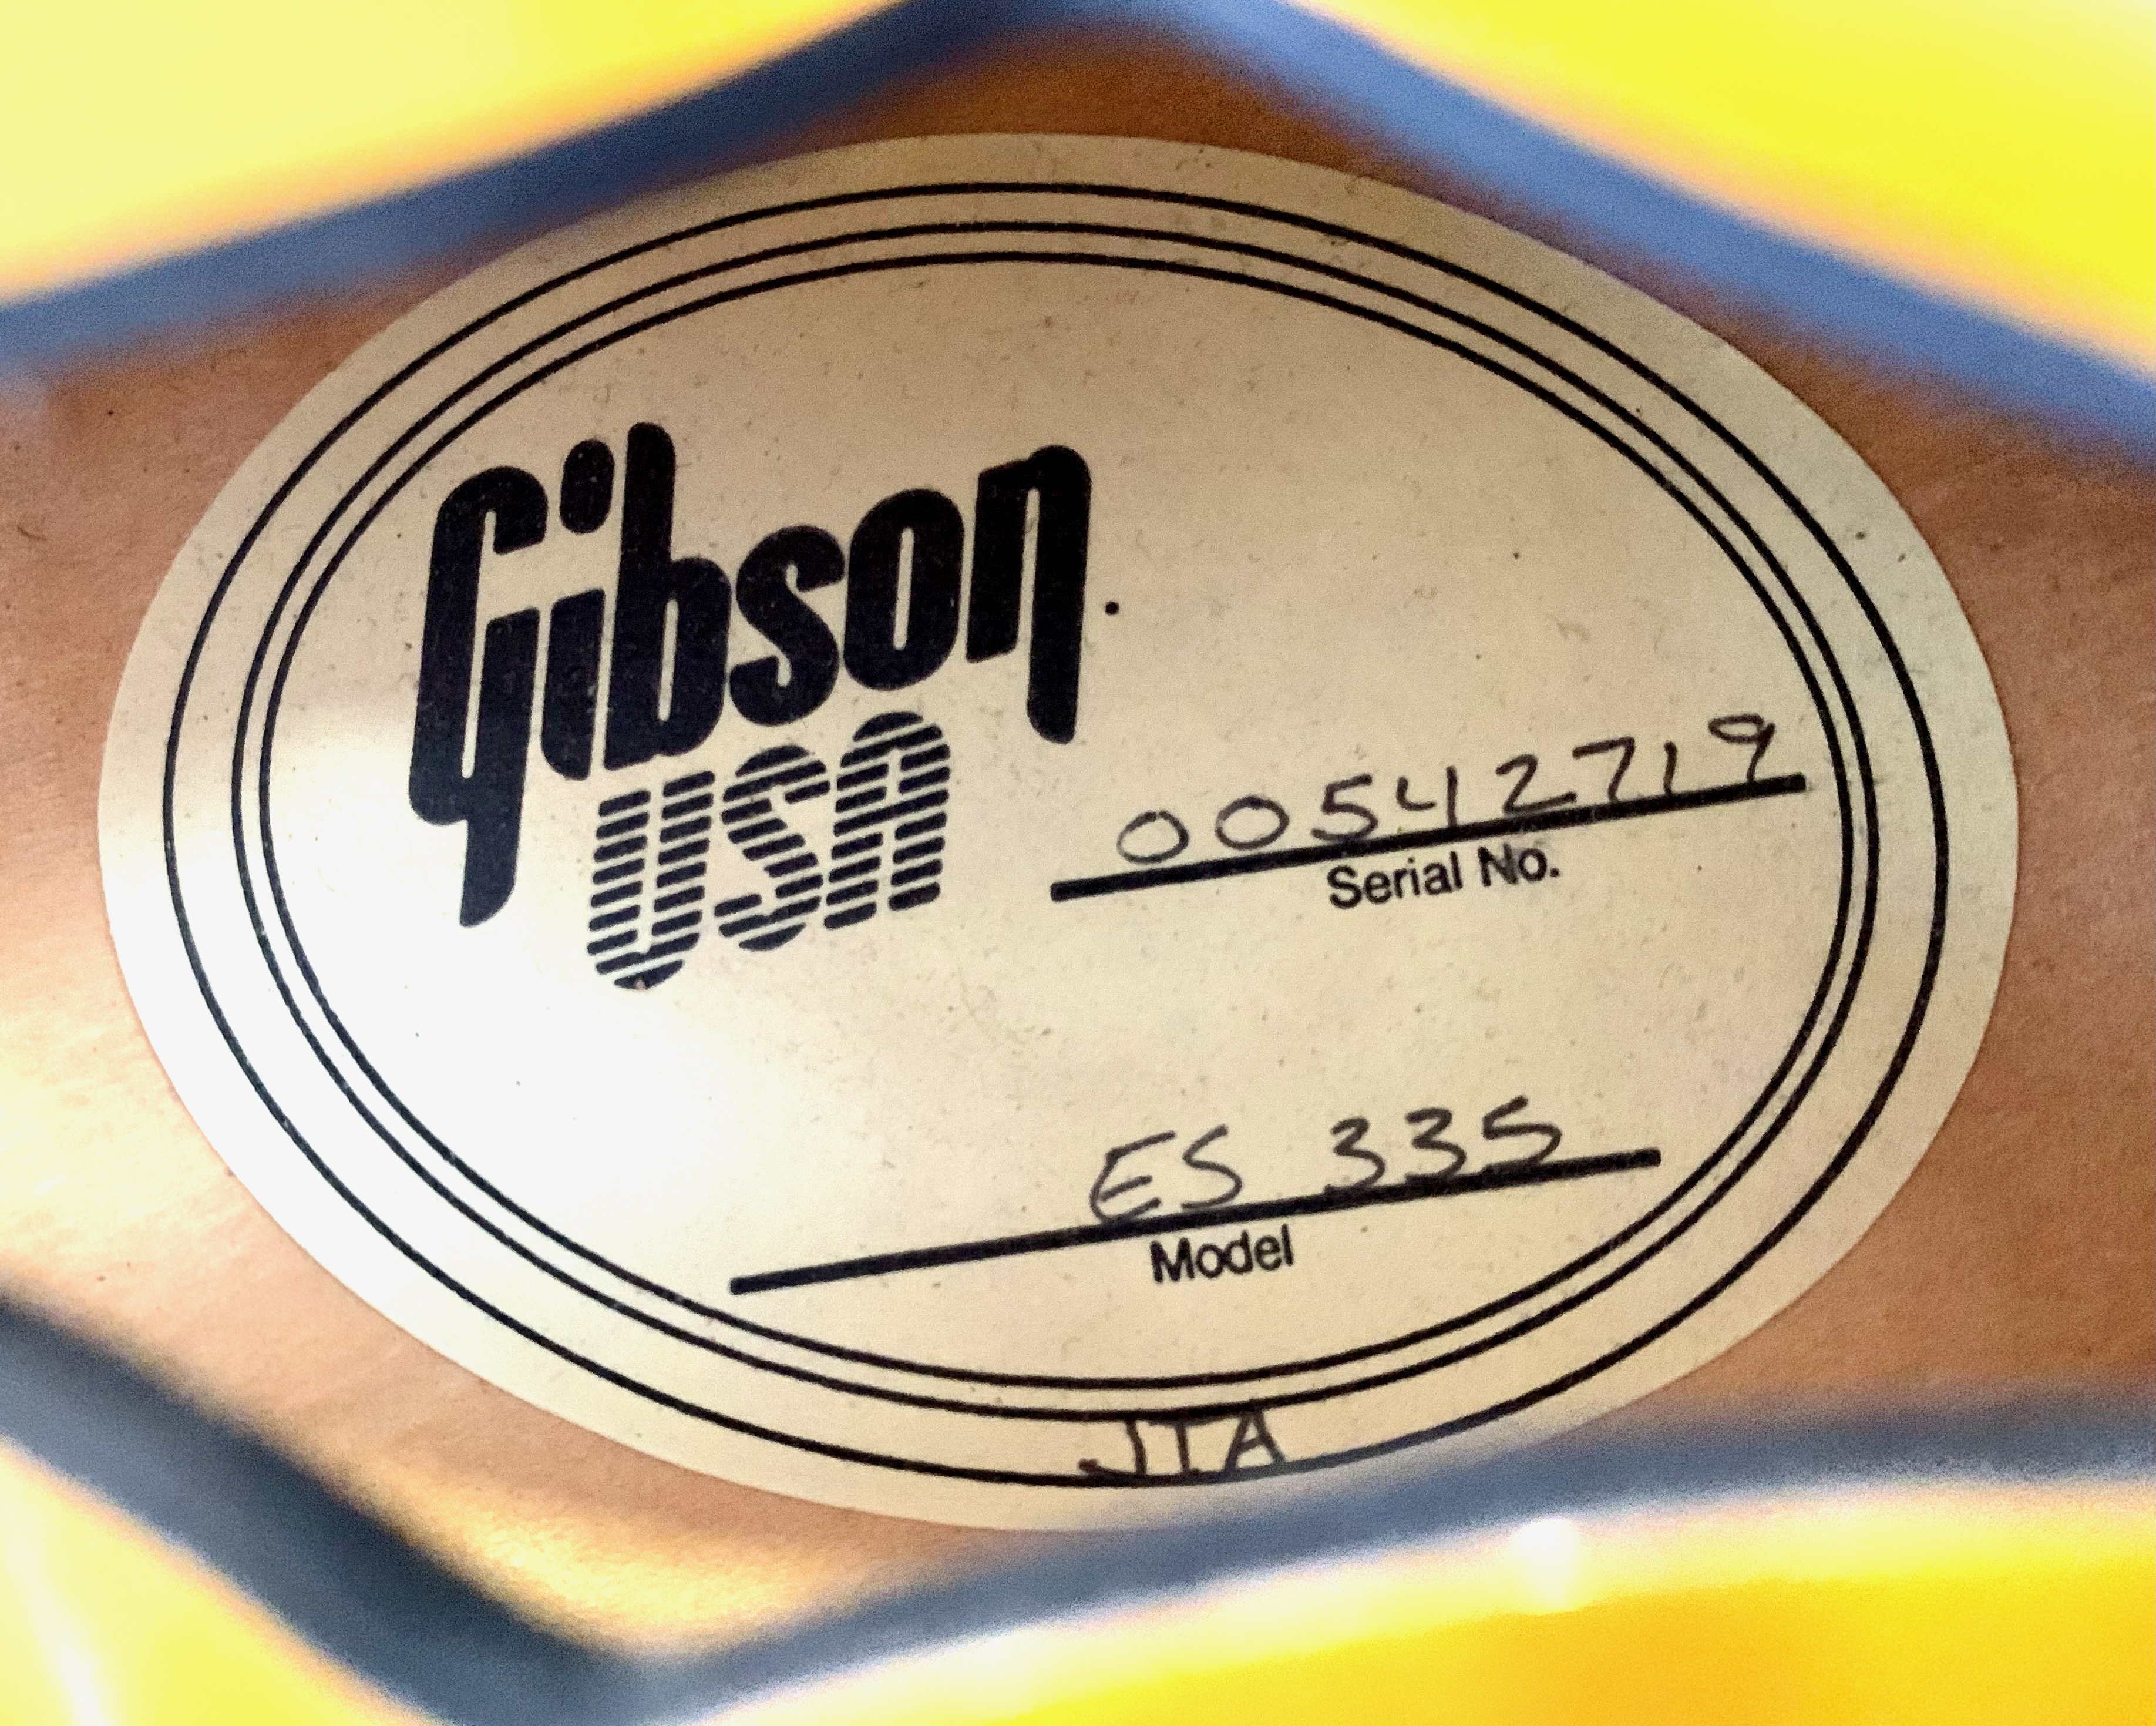 Gibson
USA
00542719
Serial No.
ES 335
Model
JTA